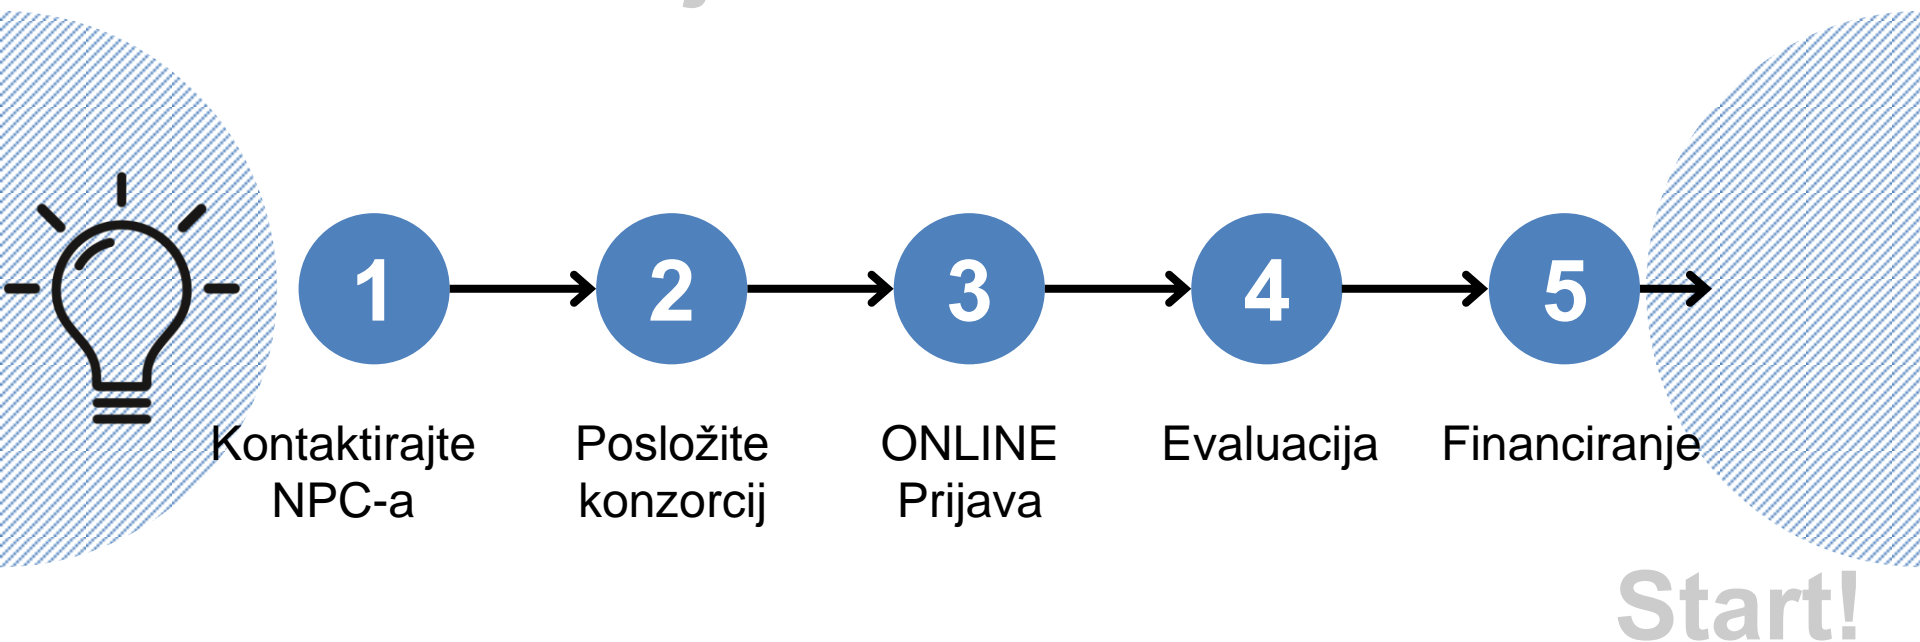 1
2
3
4
5
Kontaktirajte
NPC-a
Posložite
konzorcij
ONLINE
Prijava
Evaluacija
Financiranje
Start!